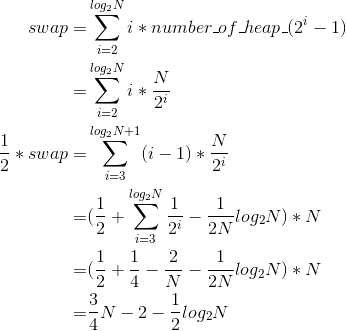 swap = \sum_{i=2}^{log_2 N} i * number\_of\_heap\_(2^i - 1)
= \sum_{i=2}^{log_2 N} i * \frac{N}{2^i}
\frac{1}{2} * swap = \sum_{i=3}^{log_2 N+1} (i - 1) * \frac{N}{2^i}
= (\frac{1}{2} + \sum_{i=3}^{log_2 N} \frac{1}{2^i} - \frac{1}{2N} log_2 N) * N
= (\frac{1}{2} + \frac{1}{4} - \frac{2}{N} - \frac{1}{2N} log_2 N) * N
= \frac{3}{4} N - 2 - \frac{1}{2} log_2 N